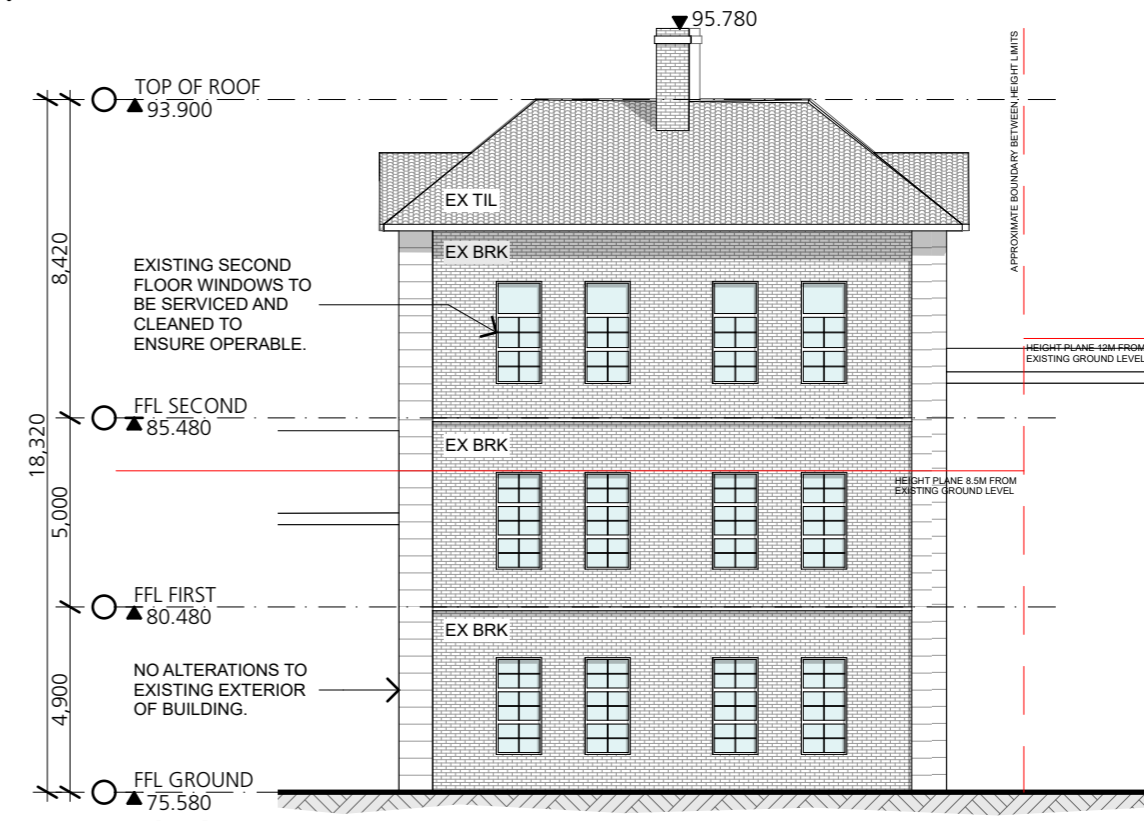 95.780
TOP OF ROOF
93.900
APPROXIMATE BOUNDARY BETWEEN HEIGHT LIMITS
EX TIL
EX BRK
8,420
EXISTING SECOND
FLOOR WINDOWS TO
BE SERVICED AND
CLEANED TO
ENSURE OPERABLE.
HEIGHT PLANE 12M FROM
EXISTING GROUND LEVEL
FFL SECOND
85.480
18,320
EX BRK
HEIGHT PLANE 8.5M FROM
EXISTING GROUND LEVEL
5,000
FFL FIRST
80.480
EX BRK
4,900
NO ALTERATIONS TO
EXISTING EXTERIOR
OF BUILDING.
FFL GROUND
75.580